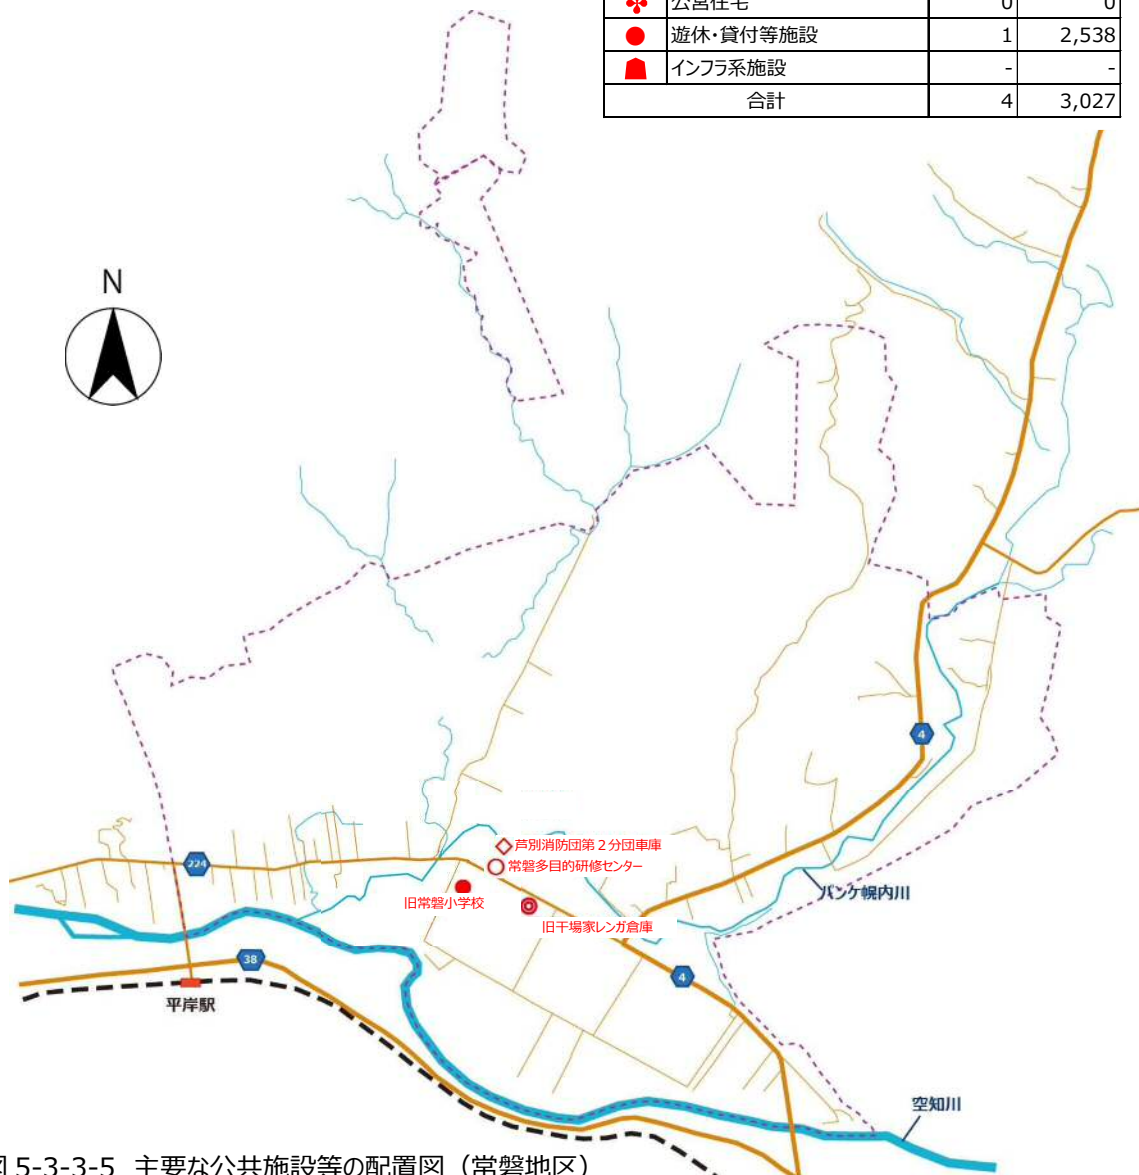 公営住宅 0 0
遊休・貸付等施設 1 2,538
インフラ系施設 - -
合計 4 3,027
N
4
芦別消防団第２分団車庫
常磐多目的研修センター
224
旧常磐小学校
パンケ幌内川
旧干場家レンガ倉庫
38
4
平岸駅
空知川
図 5-3-3-5 主要な公共施設等の配置図（常磐地区）